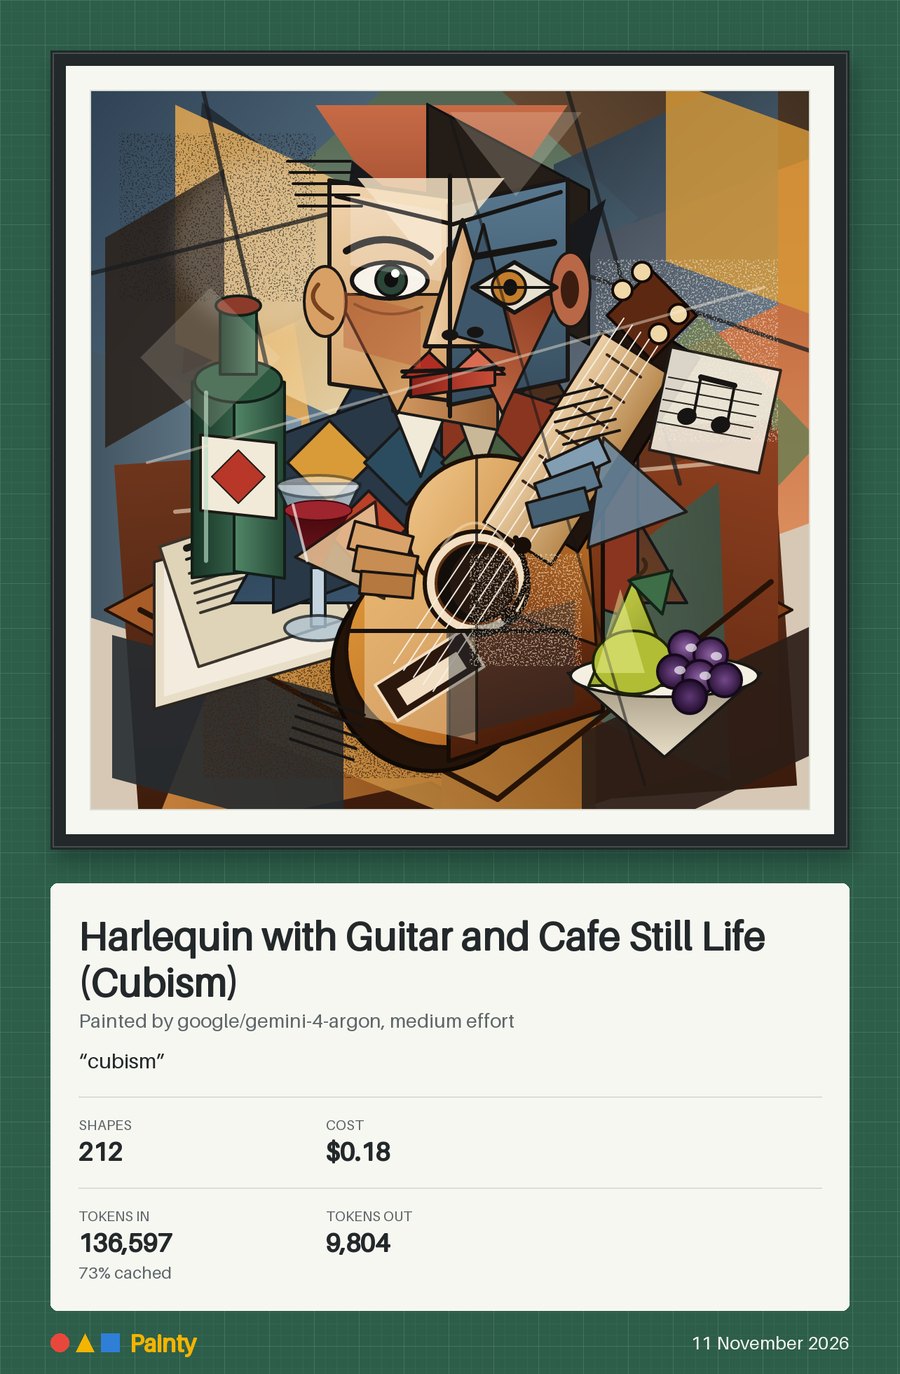 Harlequin with Guitar and Cafe Still Life
(Cubism)
Painted by google/gemini-4-argon, medium effort
“cubism”
SHAPES
212
COST
$0.18
TOKENS IN
136,597
73% cached
TOKENS OUT
9,804
Painty
11 November 2026